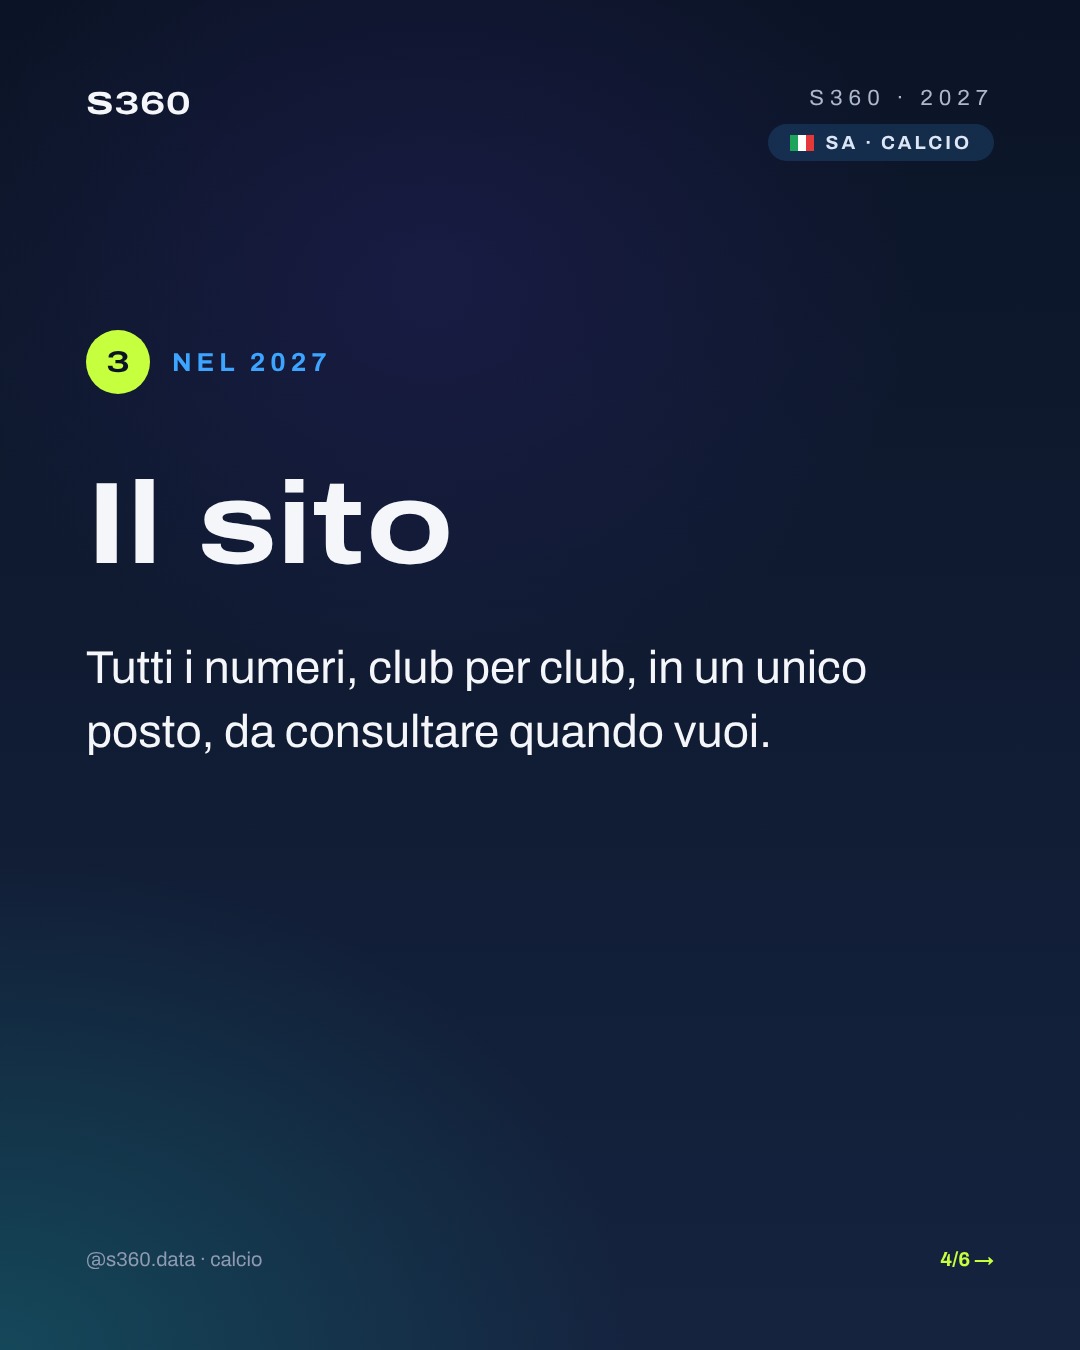 S360
S360 · 2027
SA · CALCIO
3
NEL 2027
Il sito
Tutti i numeri, club per club, in un unico
posto, da consultare quando vuoi.
@s360.data · calcio
4/6 →